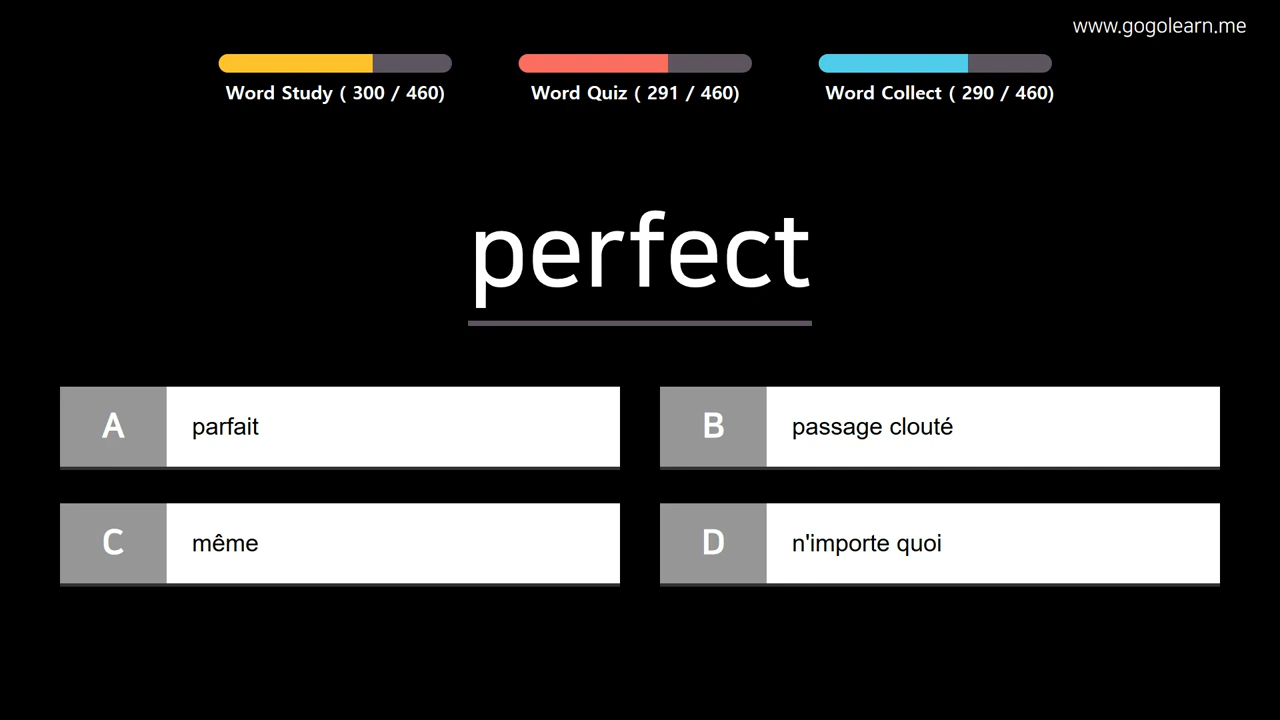 www.gogolearn.me
Word Study ( 300 / 460)
Word Quiz ( 291 / 460)
Word Collect ( 290 / 460)
perfect
A parfait
B passage clouté
C même
D n'importe quoi